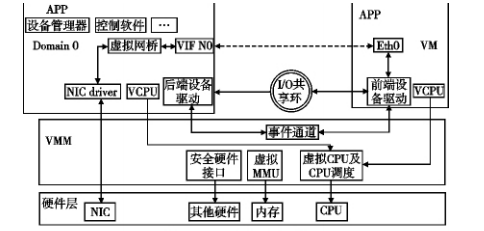 APP
设备管理器 控制软件 …
Domain 0 虚拟网桥 VIF N0
NIC driver VCPU 后端设备
驱动
I/O共
享环
APP
Eth0 VM
前端设
备驱动 VCPU
事件通道
VMM
安全硬件
接口
虚拟
MMU
虚拟CPU及
CPU调度
硬件层
NIC 其他硬件 内存 CPU